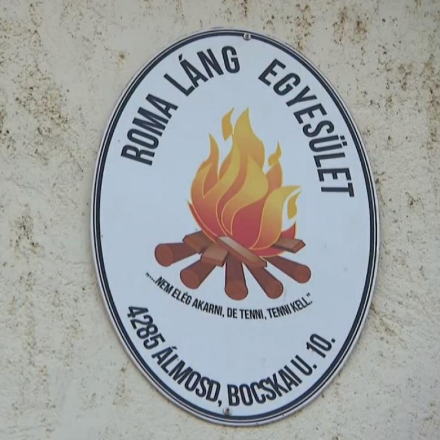 ROMA LÁNG EGYESÜLET
„...NEM ELÉG AKARNI, DE TENNI, TENNI KELL."
4285 ÁLMOSD, BOCSKAI U. 10.